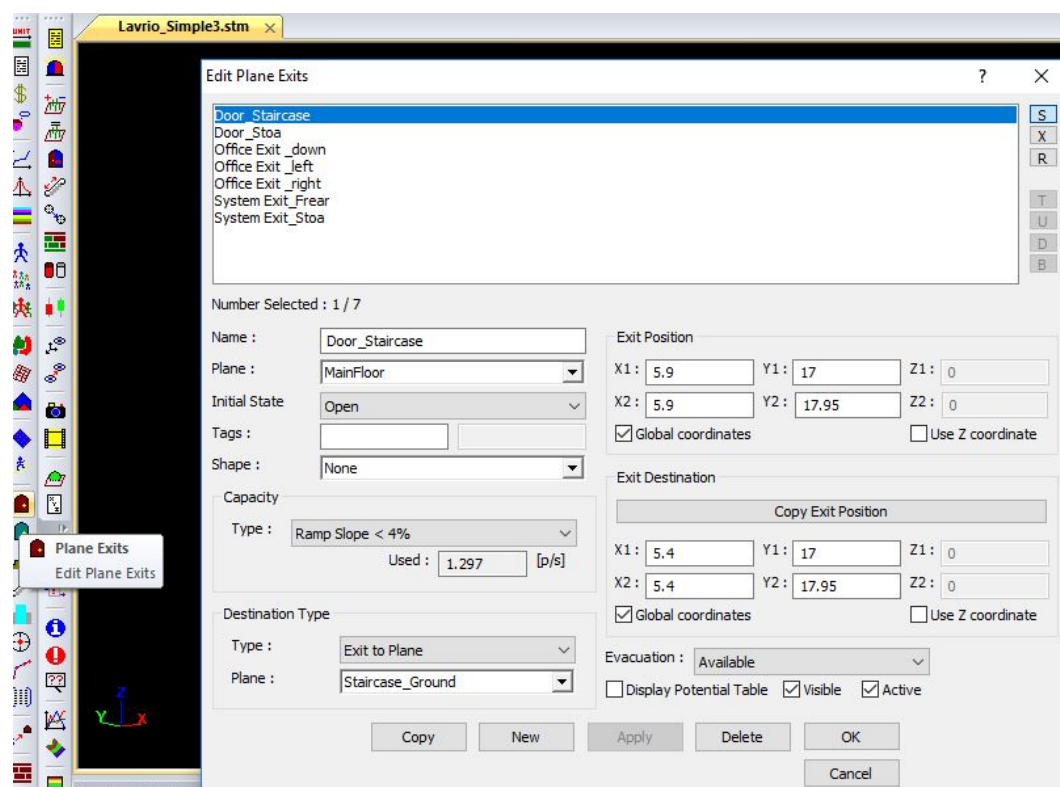 UNIT
Lavrio_Simple3.stm ×
Edit Plane Exits ? ×
Door_Staircase
Door_Stoa
Office Exit _down
Office Exit _left
Office Exit _right
System Exit_Frear
System Exit_Stoa
S
X
R
T
U
D
B
Number Selected : 1 / 7
Name : Door_Staircase
Plane : MainFloor
Initial State Open
Tags :
Shape : None
Capacity
Type : Ramp Slope < 4%
Used : 1.297 [p/s]
Destination Type
Type : Exit to Plane
Plane : Staircase_Ground
Exit Position
X1: 5.9 Y1: 17 Z1: 0
X2: 5.9 Y2: 17.95 Z2: 0
Global coordinates Use Z coordinate
Exit Destination
Copy Exit Position
X1: 5.4 Y1: 17 Z1: 0
X2: 5.4 Y2: 17.95 Z2: 0
Global coordinates Use Z coordinate
Evacuation : Available
Display Potential Table Visible Active
Copy New Apply Delete OK
Cancel
Plane Exits
Edit Plane Exits
Z
Y X